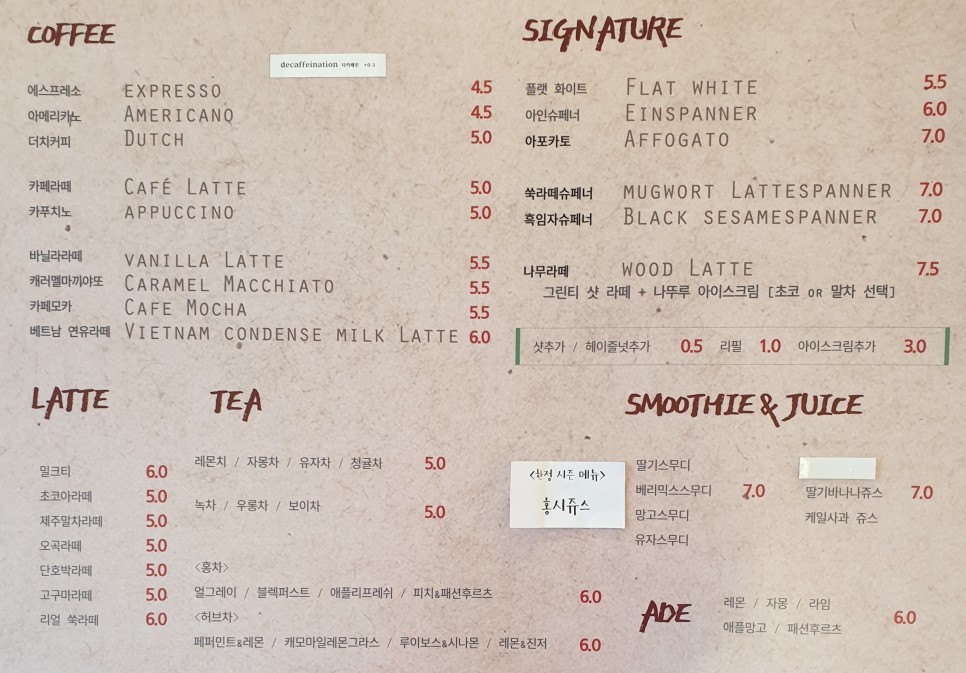 COFFEE
decaffeination 디카페인 +0.5
에스프레소 EXPRESSO 4.5
아메리카노 AMERICANO 4.5
더치커피 DUTCH 5.0
카페라떼 CAFÉ LATTE 5.0
카푸치노 APPUCCINO 5.0
바닐라라떼 VANILLA LATTE 5.5
캐러멜마끼야또 CARAMEL MACCHIATO 5.5
카페모카 CAFE MOCHA 5.5
베트남 연유라떼 VIETNAM CONDENSE MILK LATTE 6.0
SIGNATURE
플랫 화이트 FLAT WHITE 5.5
아인슈페너 EINSPANNER 6.0
아포카토 AFFOGATO 7.0
쑥라떼슈페너 MUGWORT LATTESPANNER 7.0
흑임자슈페너 BLACK SESAMESPANNER 7.0
나무라떼 WOOD LATTE 7.5
그린티 샷 라떼 + 나뚜루 아이스크림 [초코 OR 말차 선택]
샷추가 / 헤이즐넛추가 0.5 리필 1.0 아이스크림추가 3.0
LATTE
밀크티 6.0
초코아라떼 5.0
제주말차라떼 5.0
오곡라떼 5.0
단호박라떼 5.0
고구마라떼 5.0
리얼 쑥라떼 6.0
TEA
레몬치 / 자몽차 / 유자차 / 청귤차 5.0
녹차 / 우롱차 / 보이차 5.0
<홍차>
얼그레이 / 블렉퍼스트 / 애플리프레쉬 / 피치&패션후르츠 6.0
<허브차>
페퍼민트&레몬 / 캐모마일레몬그라스 / 루이보스&시나몬 / 레몬&진저 6.0
SMOOTHIE & JUICE
<한정 시즌 메뉴>
홍시쥬스
딸기스무디
베리믹스스무디 7.0
망고스무디
유자스무디
딸기바나나쥬스 7.0
케일사과 쥬스
ADE
레몬 / 자몽 / 라임
애플망고 / 패션후르츠 6.0